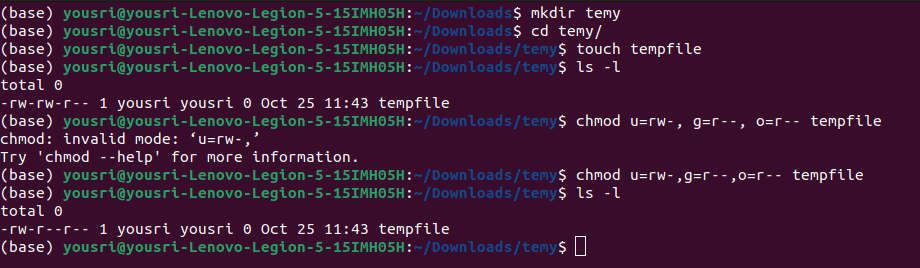 (base) yousri@yousri-Lenovo-Legion-5-15IMH05H:~/Downloads$ mkdir temy
(base) yousri@yousri-Lenovo-Legion-5-15IMH05H:~/Downloads$ cd temy/
(base) yousri@yousri-Lenovo-Legion-5-15IMH05H:~/Downloads/temy$ touch tempfile
(base) yousri@yousri-Lenovo-Legion-5-15IMH05H:~/Downloads/temy$ ls -l
total 0
-rw-rw-r-- 1 yousri yousri 0 Oct 25 11:43 tempfile
(base) yousri@yousri-Lenovo-Legion-5-15IMH05H:~/Downloads/temy$ chmod u=rw-, g=r--, o=r-- tempfile
chmod: invalid mode: ‘u=rw-,’
Try 'chmod --help' for more information.
(base) yousri@yousri-Lenovo-Legion-5-15IMH05H:~/Downloads/temy$ chmod u=rw-,g=r--,o=r-- tempfile
(base) yousri@yousri-Lenovo-Legion-5-15IMH05H:~/Downloads/temy$ ls -l
total 0
-rw-r--r-- 1 yousri yousri 0 Oct 25 11:43 tempfile
(base) yousri@yousri-Lenovo-Legion-5-15IMH05H:~/Downloads/temy$